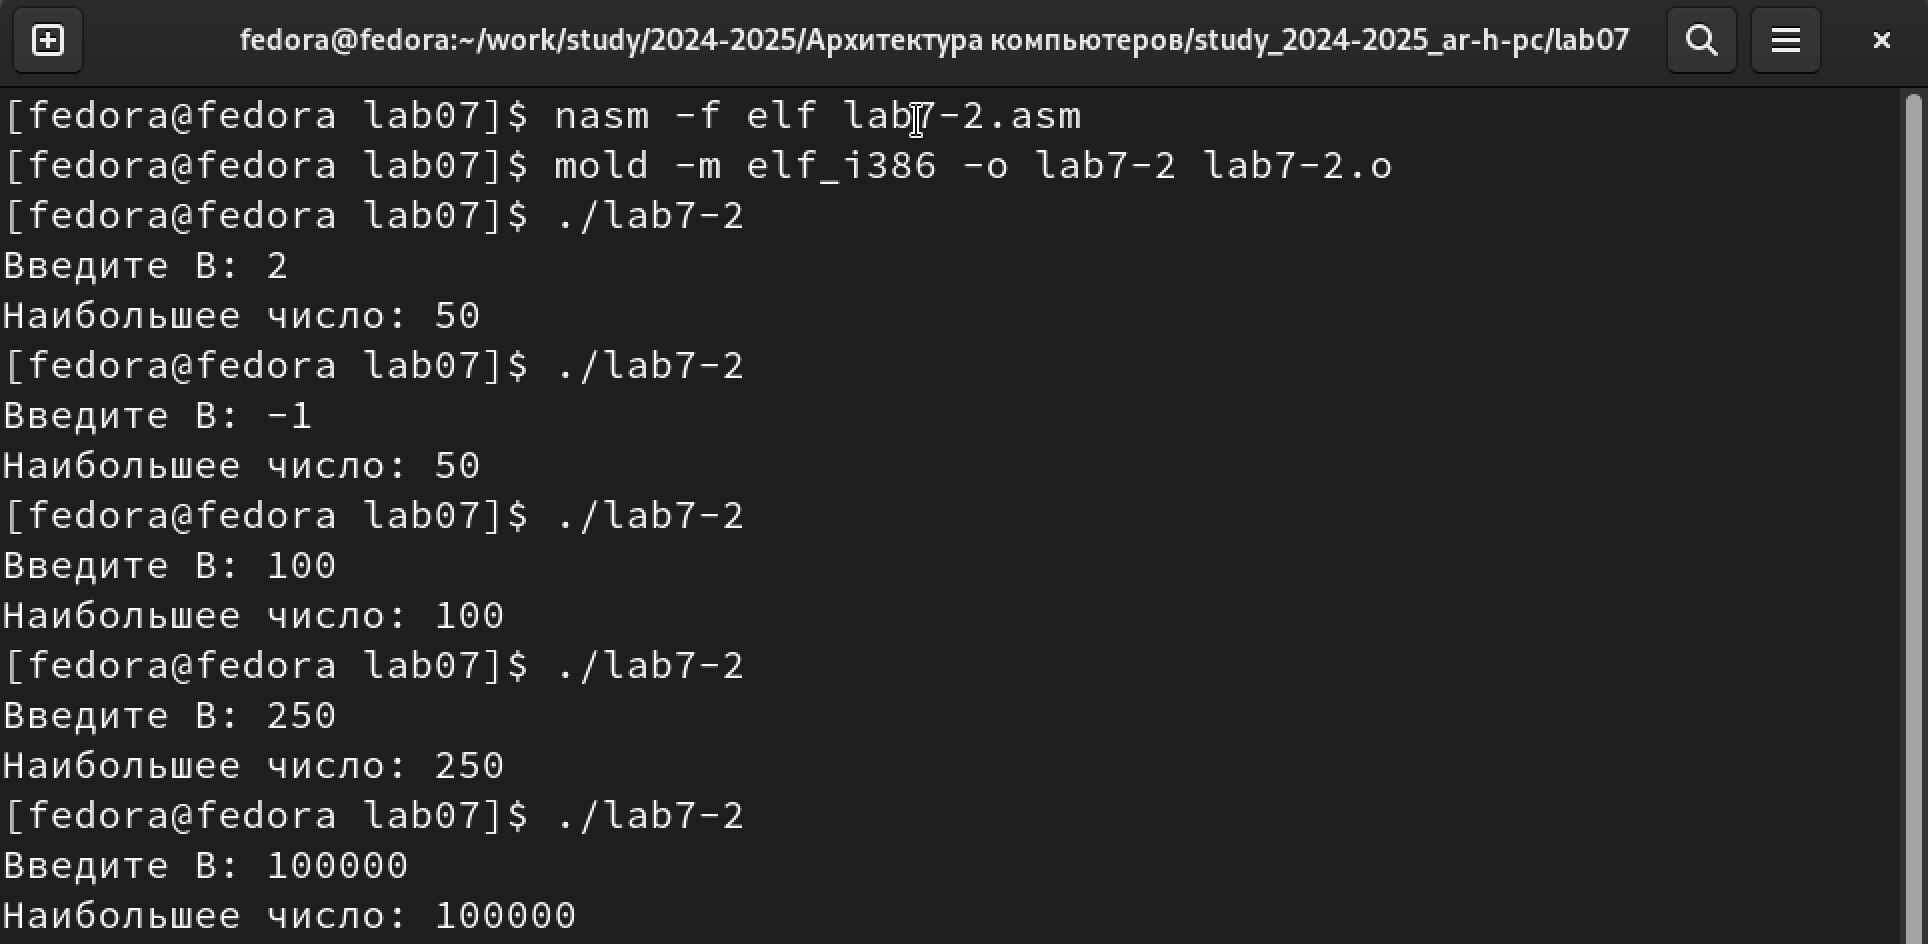 fedora@fedora:~/work/study/2024-2025/Архитектура компьютеров/study_2024-2025_ar-h-pc/lab07
[fedora@fedora lab07]$ nasm -f elf lab7-2.asm
[fedora@fedora lab07]$ mold -m elf_i386 -o lab7-2 lab7-2.o
[fedora@fedora lab07]$ ./lab7-2
Введите B: 2
Наибольшее число: 50
[fedora@fedora lab07]$ ./lab7-2
Введите B: -1
Наибольшее число: 50
[fedora@fedora lab07]$ ./lab7-2
Введите B: 100
Наибольшее число: 100
[fedora@fedora lab07]$ ./lab7-2
Введите B: 250
Наибольшее число: 250
[fedora@fedora lab07]$ ./lab7-2
Введите B: 100000
Наибольшее число: 100000